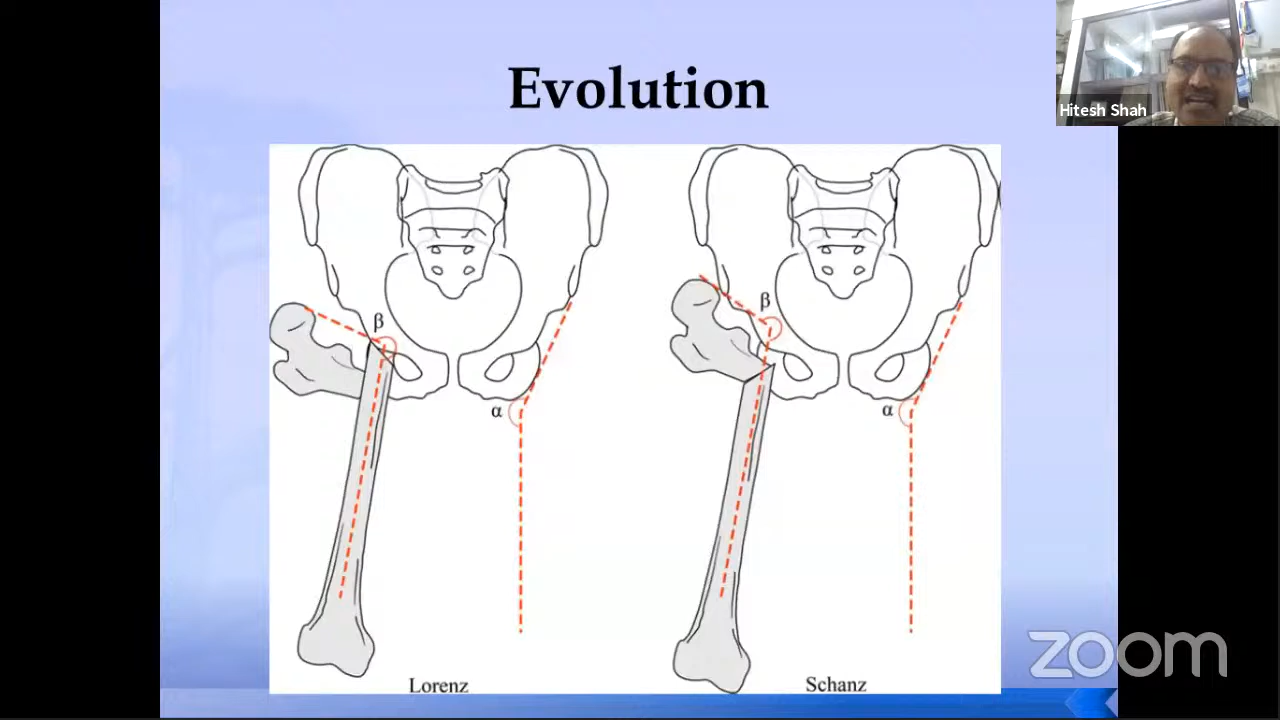 Evolution
Hitesh Shah
β
β
α
α
Lorenz
Schanz
zoom